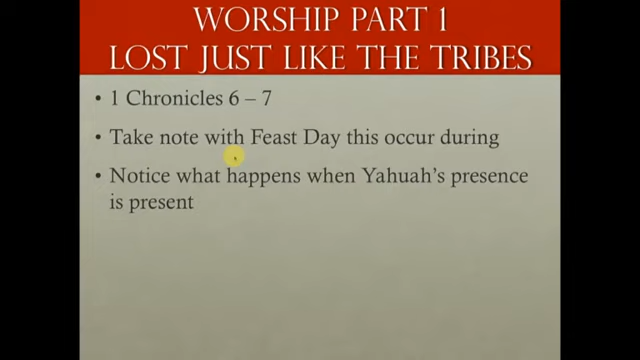 WORSHIP PART 1
LOST JUST LIKE THE TRIBES
• 1 Chronicles 6 – 7
• Take note with Feast Day this occur during
• Notice what happens when Yahuah's presence
is present